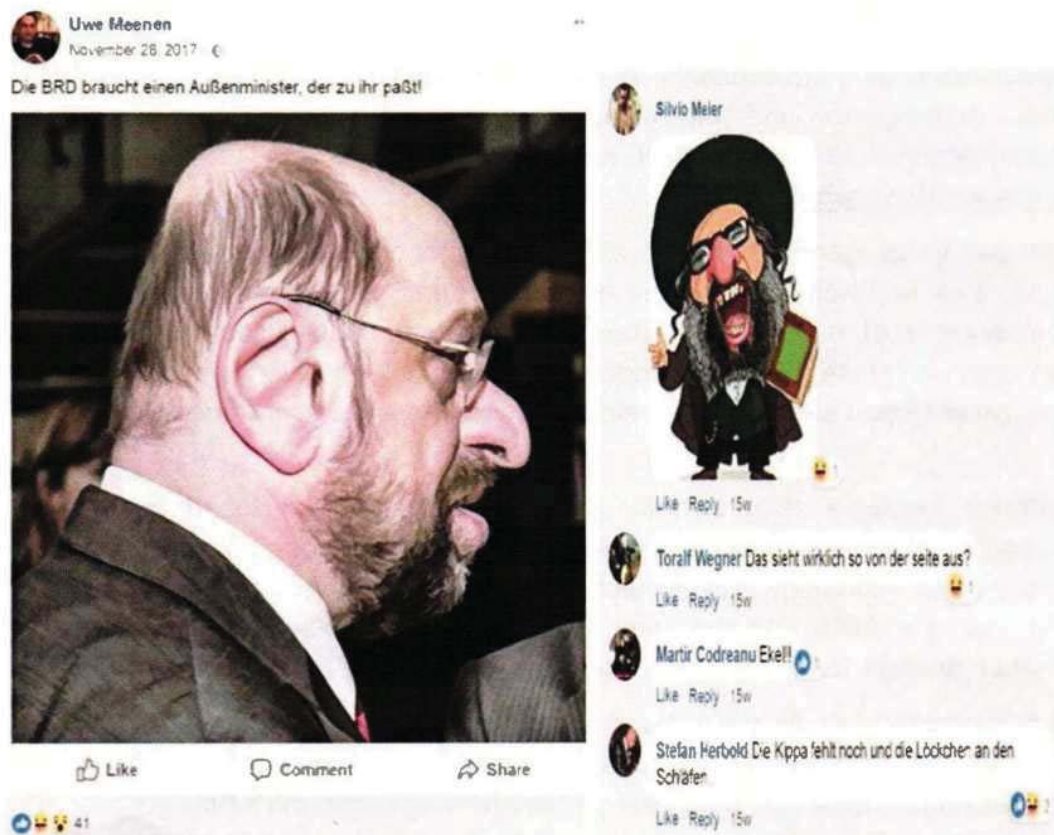 Uwe Meenen
November 28, 2017
Die BRD braucht einen Außenminister, der zu ihr paßt!
Like Comment Share
41
Silvio Meier
1
Like Reply 15w
Toralf Wegner Das sieht wirklich so von der seite aus?
1
Like Reply 15w
Martir Codreanu Ekel!!
Like Reply 15w
Stefan Herbold Die Kippa fehlt noch und die Löckchen an den
Schläfen.
2
Like Reply 15w